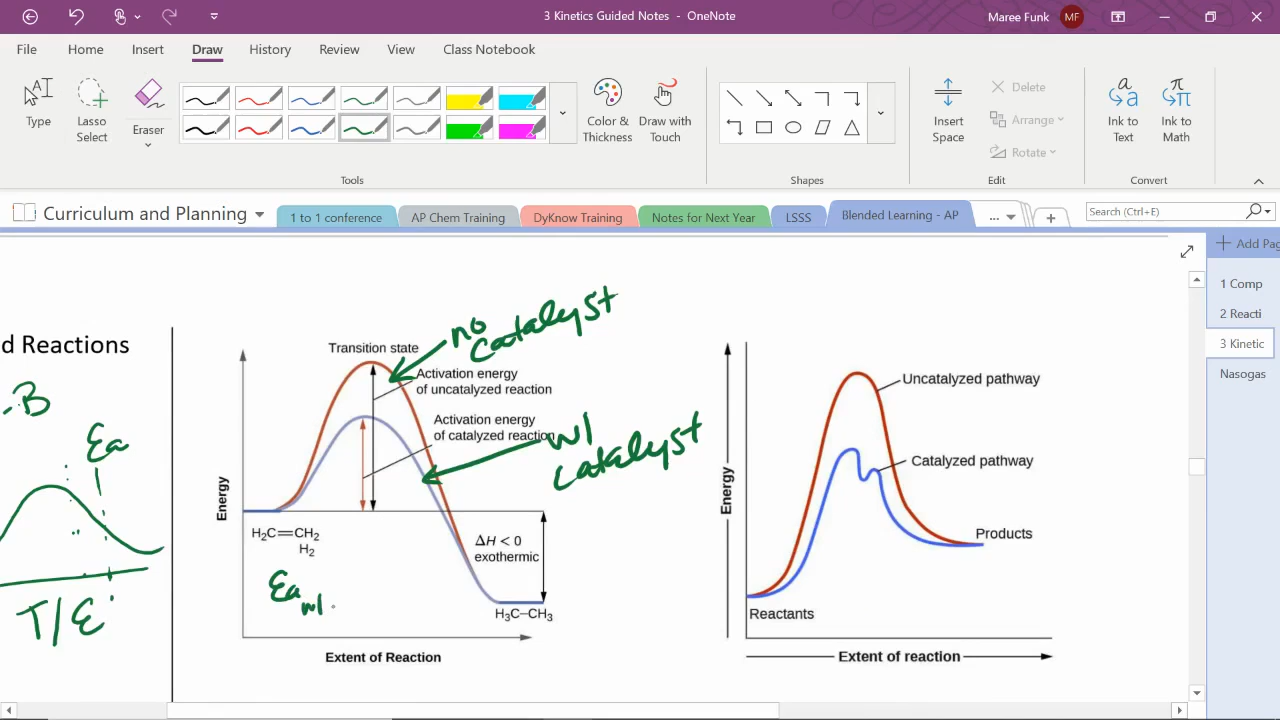 3 Kinetics Guided Notes - OneNote
Maree Funk
MF
File Home Insert Draw History Review View Class Notebook
Type
Lasso Select
Eraser
Color & Thickness
Draw with Touch
Insert Space
Delete
Arrange
Rotate
Ink to Text
Ink to Math
Tools
Shapes
Edit
Convert
Curriculum and Planning
1 to 1 conference
AP Chem Training
DyKnow Training
Notes for Next Year
LSSS
Blended Learning - AP
...
Search (Ctrl+E)
Add Pag
1 Comp
2 Reacti
3 Kinetic
Nasogas
d Reactions
-B
Ea
T/E
no catalyst
Transition state
Activation energy
of uncatalyzed reaction
Activation energy
of catalyzed reaction
w/ catalyst
Energy
H₂C=CH₂
H₂
ΔH < 0
exothermic
Ea w/
H₃C–CH₃
Extent of Reaction
Uncatalyzed pathway
Catalyzed pathway
Energy
Products
Reactants
Extent of reaction